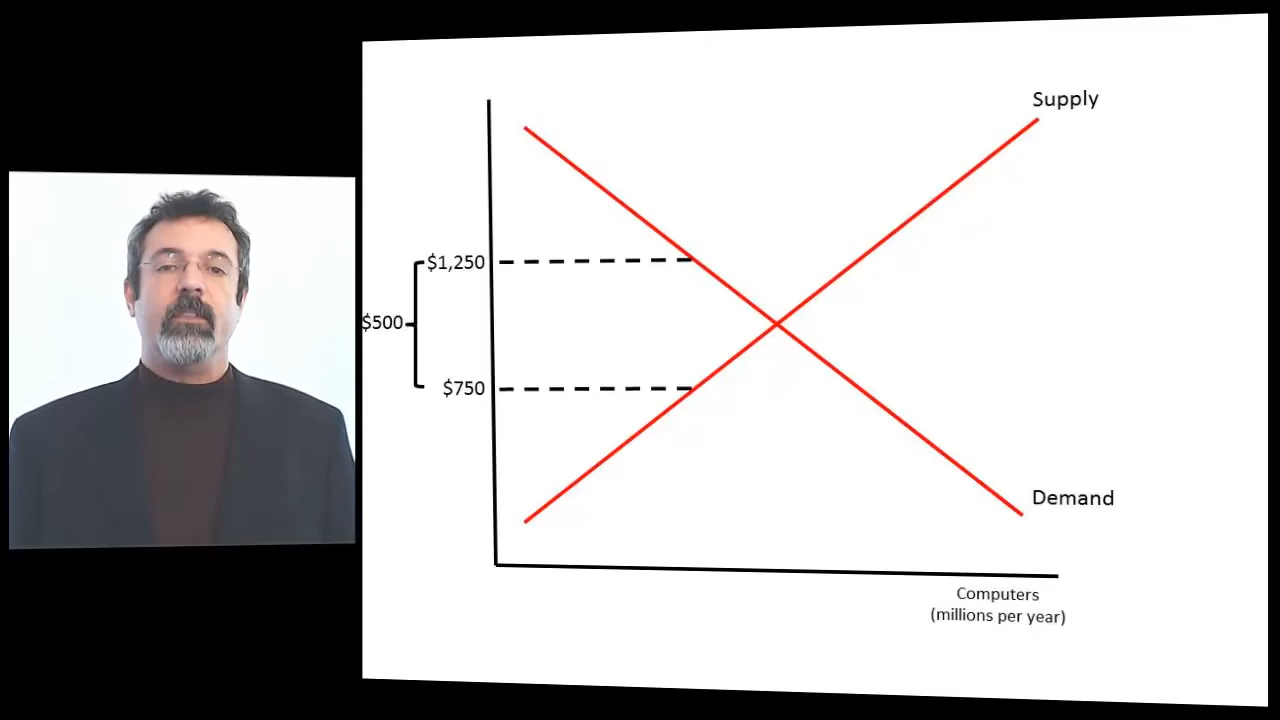 Supply
$1,250
$500
$750
Demand
Computers
(millions per year)